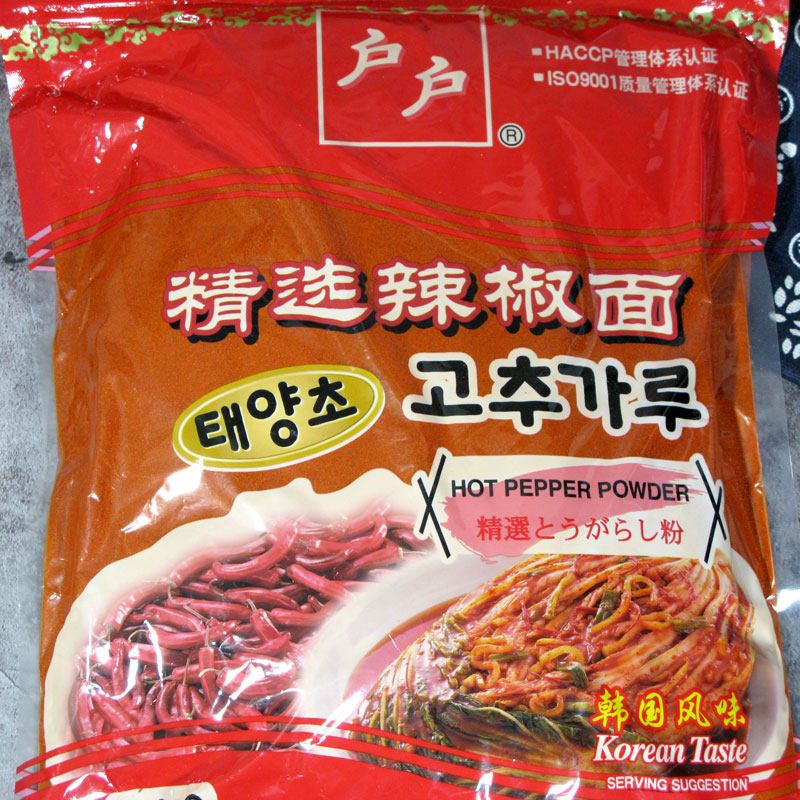 户户
®
■HACCP管理体系认证
■ISO9001质量管理体系认证
精选辣椒面
태양초
고추가루
HOT PEPPER POWDER
精選とうがらし粉
韩国风味
Korean Taste
SERVING SUGGESTION